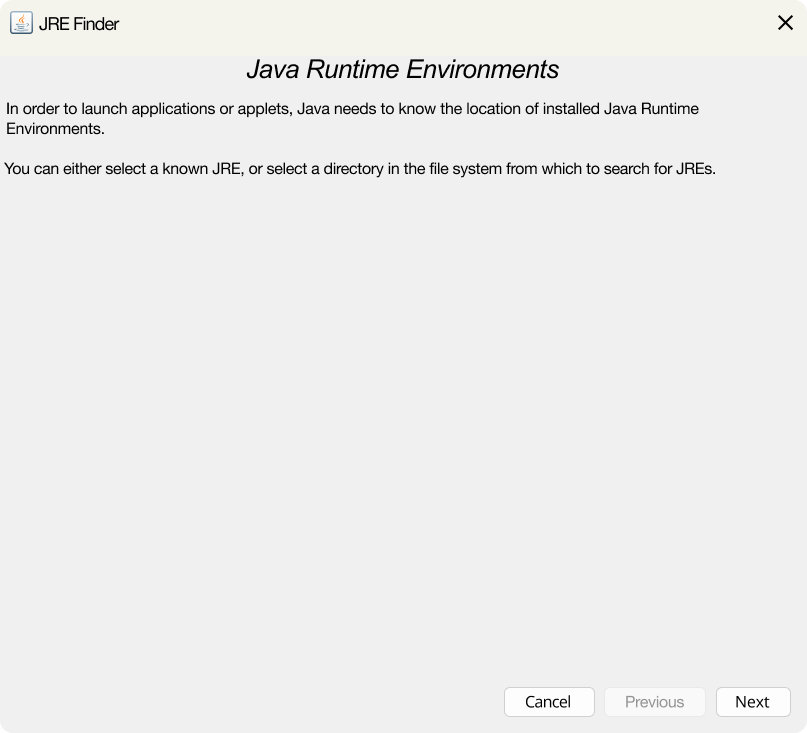 JRE Finder
Java Runtime Environments
In order to launch applications or applets, Java needs to know the location of installed Java Runtime
Environments.
You can either select a known JRE, or select a directory in the file system from which to search for JREs.
Cancel
Previous
Next